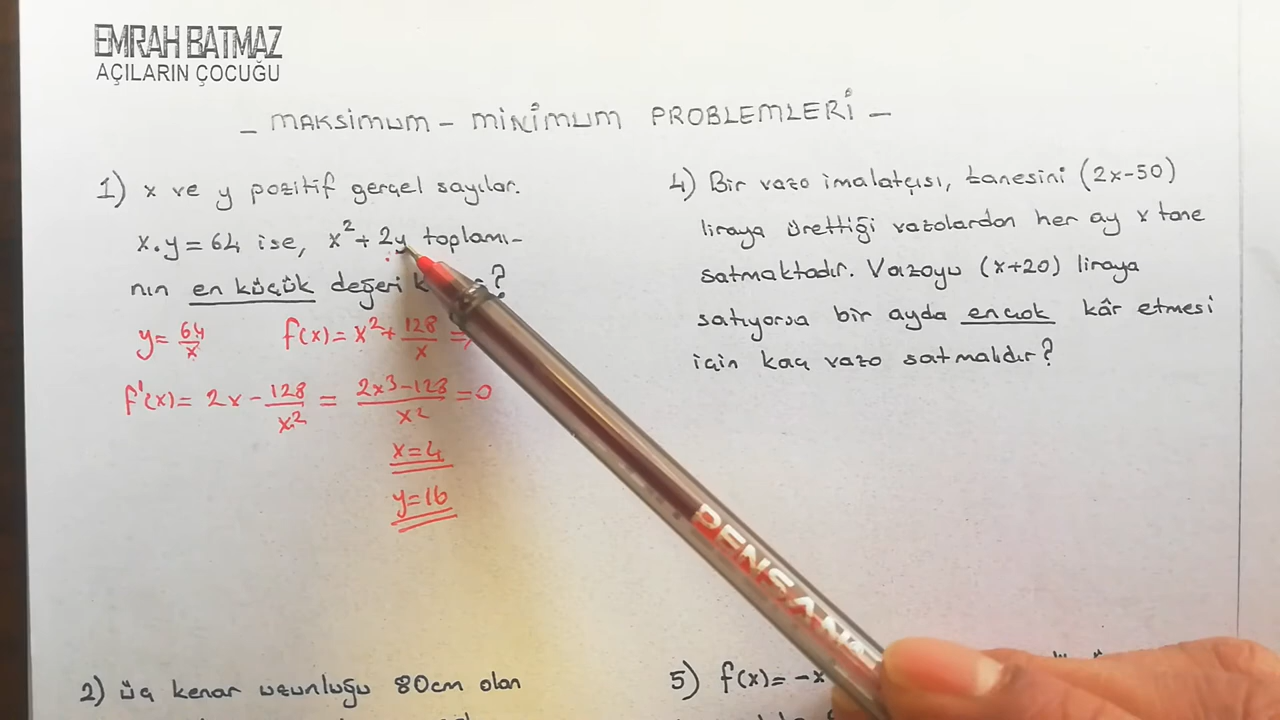 EMRAH BATMAZ
AÇILARIN ÇOCUĞU
- MAKSİMUM - MİNİMUM PROBLEMLERİ -
1) x ve y pozitif gerçel sayılar.
x.y = 64 ise, x² + 2y toplamı-
nın en küçük değeri k ?
y = 64/x f(x) = x² + 128/x =
f'(x) = 2x - 128/x² = 2x³-128/x² = 0
x = 4
y = 16
2) üç kenar uzunluğu 80cm olan
4) Bir vazo imalatçısı, tanesini (2x-50)
liraya ürettiği vazolardan her ay x tane
satmaktadır. Vazoyu (x+20) liraya
satıyorsa bir ayda en çok kâr etmesi
için kaç vazo satmalıdır?
5) f(x) = -x
PENSAN